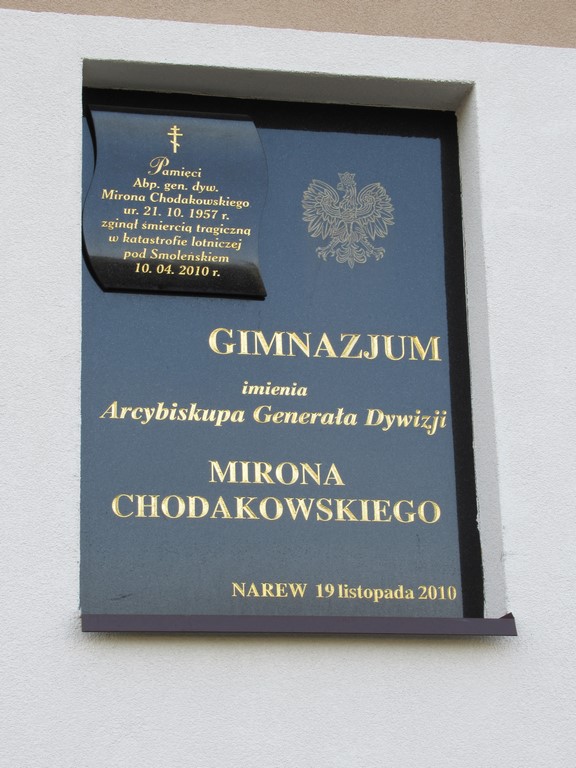 Pamięci
Abp. gen. dyw.
Mirona Chodakowskiego
ur. 21. 10. 1957 r.
zginął śmiercią tragiczną
w katastrofie lotniczej
pod Smoleńskiem
10. 04. 2010 r.
GIMNAZJUM
imienia
Arcybiskupa Generała Dywizji
MIRONA
CHODAKOWSKIEGO
NAREW 19 listopada 2010